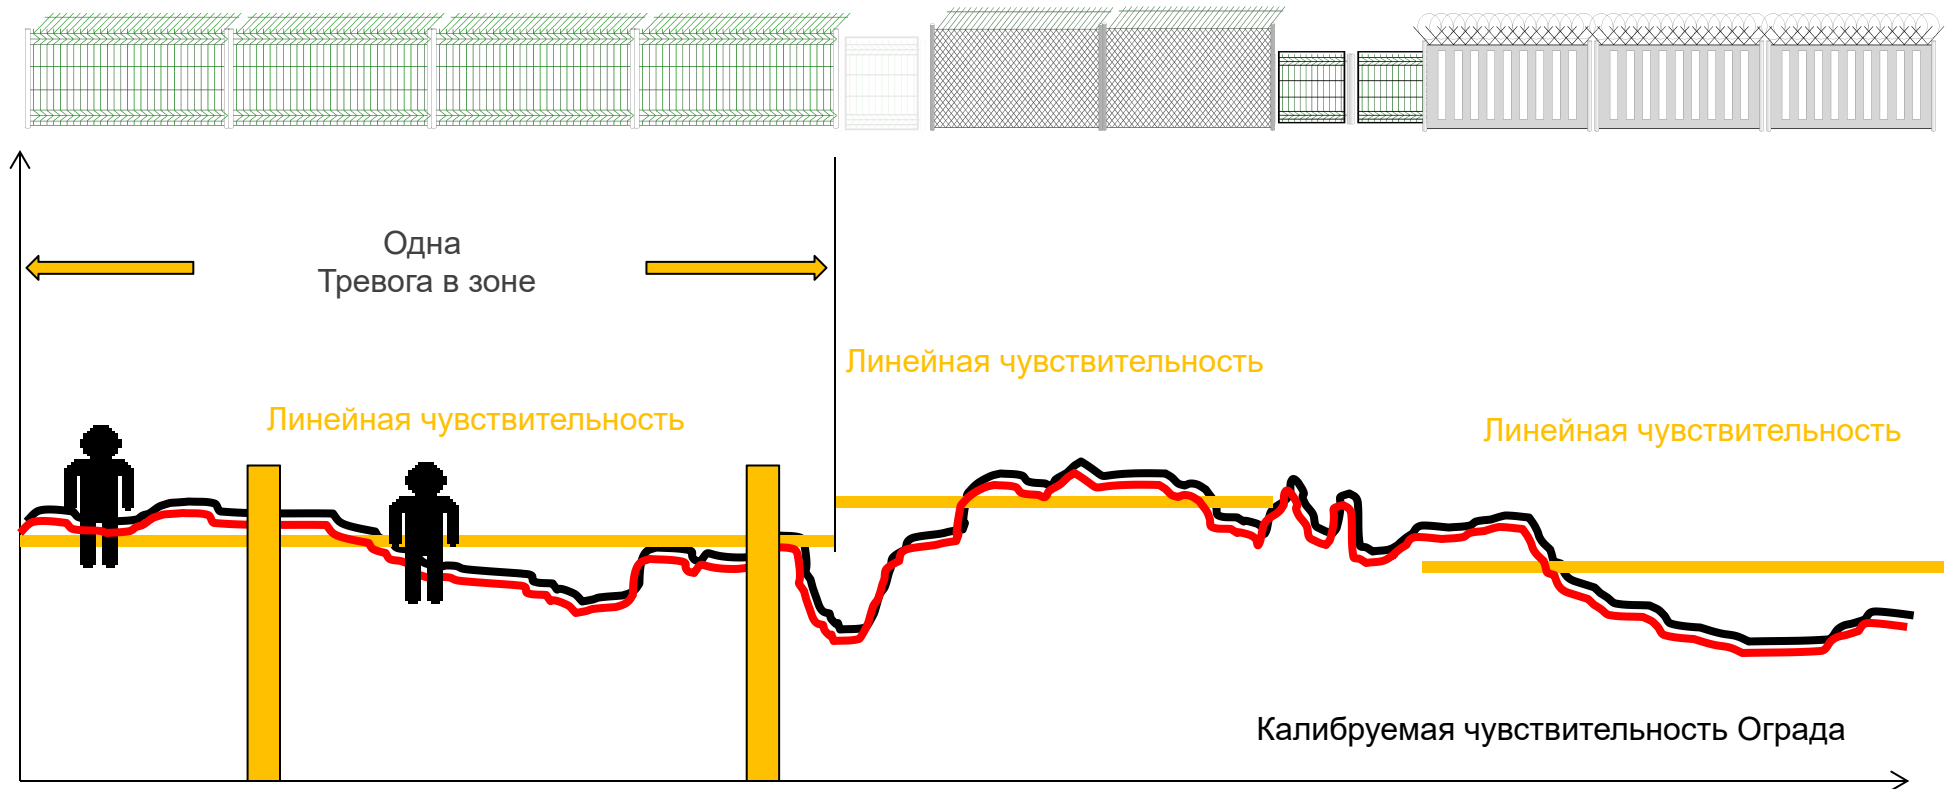 Одна
Тревога в зоне
Линейная чувствительность
Линейная чувствительность
Линейная чувствительность
Калибруемая чувствительность Ограда